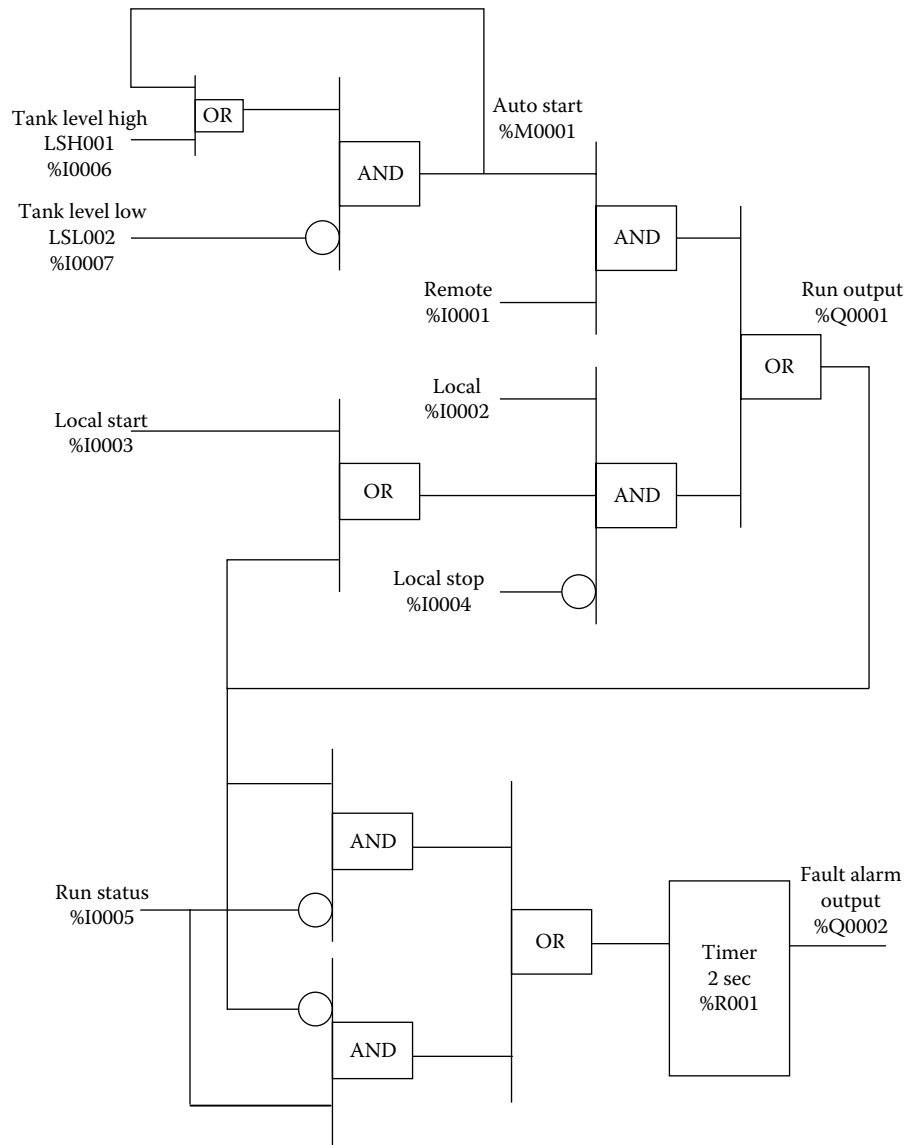 OR
Tank level high
LSH001
%I0006
Auto start
%M0001
AND
Tank level low
LSL002
%I0007
AND
Remote
%I0001
Run output
%Q0001
OR
Local
%I0002
Local start
%I0003
OR
AND
Local stop
%I0004
AND
Run status
%I0005
OR
Fault alarm
output
%Q0002
Timer
2 sec
%R001
AND